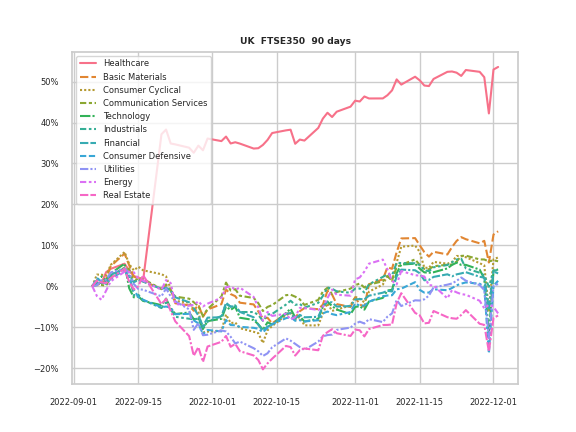 UK FTSE350 90 days
Healthcare
Basic Materials
Consumer Cyclical
Communication Services
Technology
Industrials
Financial
Consumer Defensive
Utilities
Energy
Real Estate
50%
40%
30%
20%
10%
0%
−10%
−20%
2022-09-01 2022-09-15 2022-10-01 2022-10-15 2022-11-01 2022-11-15 2022-12-01